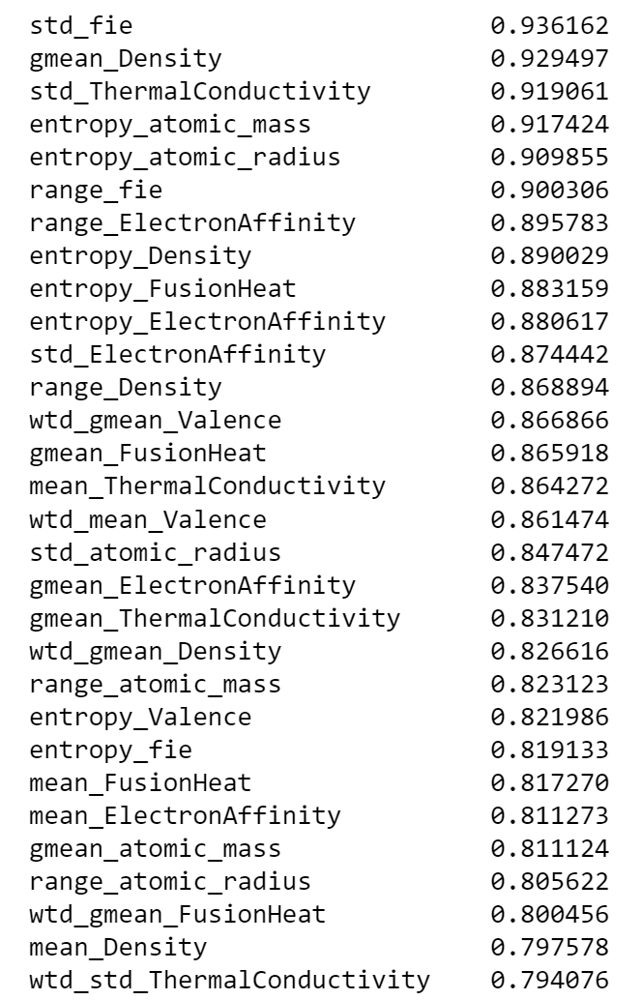 std_fie 0.936162
gmean_Density 0.929497
std_ThermalConductivity 0.919061
entropy_atomic_mass 0.917424
entropy_atomic_radius 0.909855
range_fie 0.900306
range_ElectronAffinity 0.895783
entropy_Density 0.890029
entropy_FusionHeat 0.883159
entropy_ElectronAffinity 0.880617
std_ElectronAffinity 0.874442
range_Density 0.868894
wtd_gmean_Valence 0.866866
gmean_FusionHeat 0.865918
mean_ThermalConductivity 0.864272
wtd_mean_Valence 0.861474
std_atomic_radius 0.847472
gmean_ElectronAffinity 0.837540
gmean_ThermalConductivity 0.831210
wtd_gmean_Density 0.826616
range_atomic_mass 0.823123
entropy_Valence 0.821986
entropy_fie 0.819133
mean_FusionHeat 0.817270
mean_ElectronAffinity 0.811273
gmean_atomic_mass 0.811124
range_atomic_radius 0.805622
wtd_gmean_FusionHeat 0.800456
mean_Density 0.797578
wtd_std_ThermalConductivity 0.794076